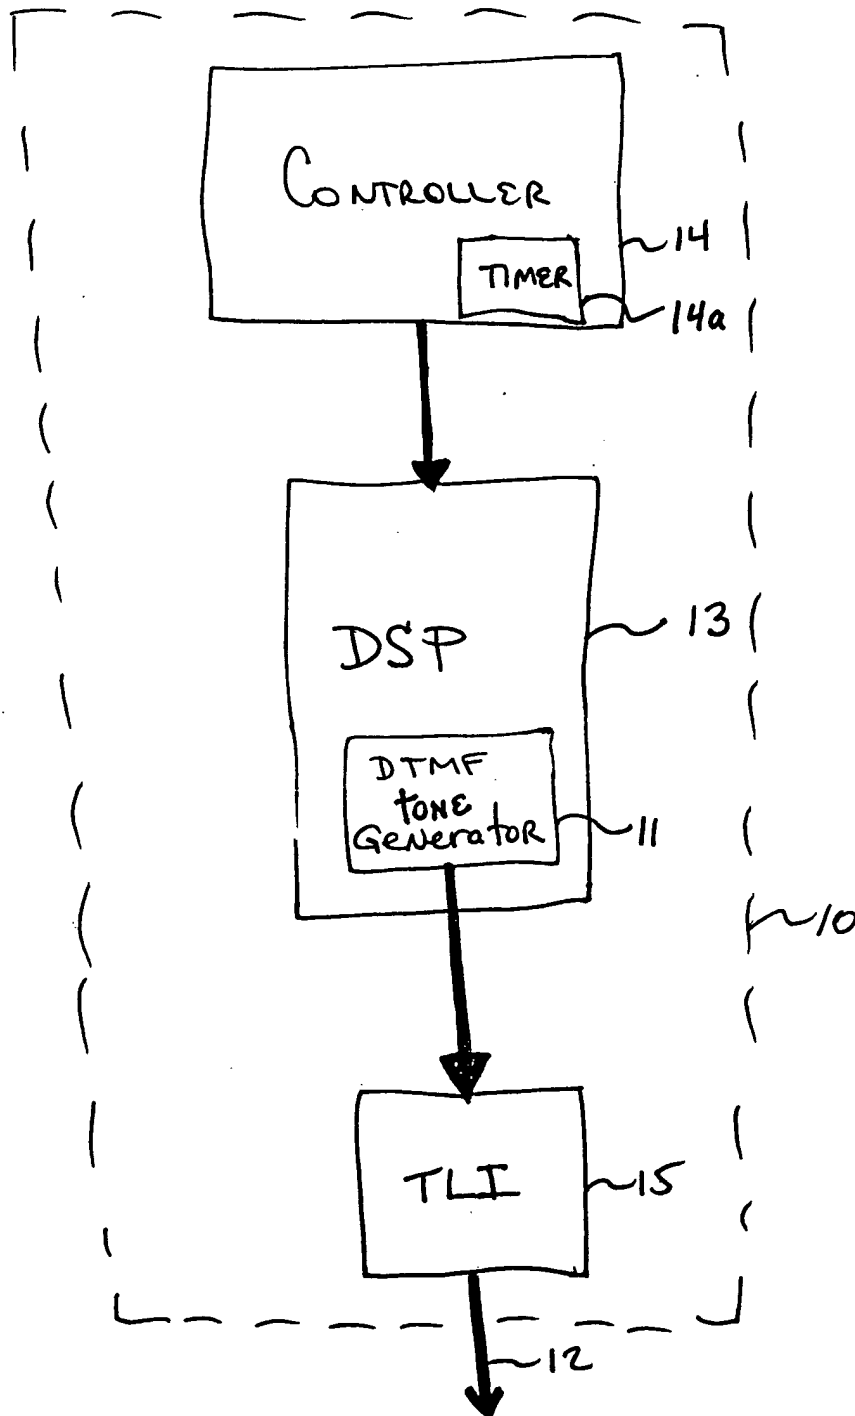 CONTROLLER
TIMER
14
14a
DSP
13
DTMF
tONE
GeNeratoR
11
10
TLI
15
12